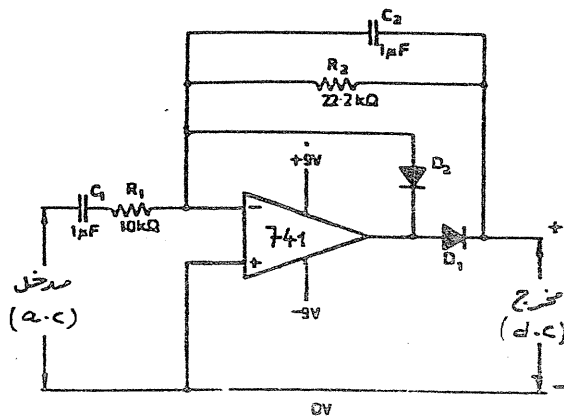 C₂
1µF
R₂
22·2kΩ
D₂
+9V
C₁
R₁
1µF
10kΩ
−
741
+
D₁
−9V
+
مدخل
(a.c)
مخرج
(d.c)
−
0V